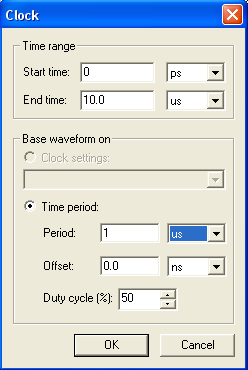 Clock
Time range
Start time: 0 ps
End time: 10.0 us
Base waveform on
Clock settings:
Time period:
Period: 1 us
Offset: 0.0 ns
Duty cycle (%): 50
OK Cancel